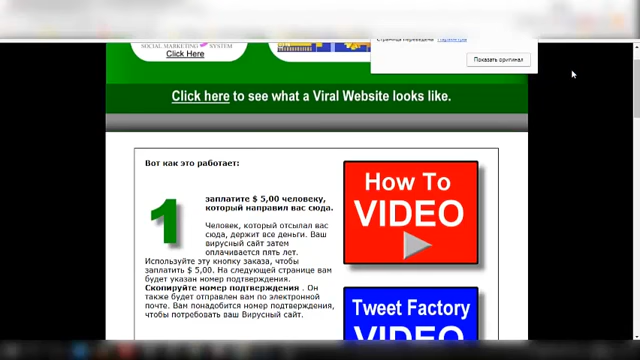 SOCIAL MARKETING SYSTEM
Click Here
Страница переведена. Параметры
Показать оригинал
Click here to see what a Viral Website looks like.
Вот как это работает:
1
заплатите $ 5,00 человеку,
который направил вас сюда.
Человек, который отсылал вас
сюда, держит все деньги. Ваш
вирусный сайт затем
оплачивается пять лет.
Используйте эту кнопку заказа, чтобы
заплатить $ 5,00. На следующей странице вам
будет указан номер подтверждения.
Скопируйте номер подтверждения . Он
также будет отправлен вам по электронной
почте. Вам понадобится номер подтверждения,
чтобы потребовать ваш Вирусный сайт.
How To
VIDEO
Tweet Factory
VIDEO